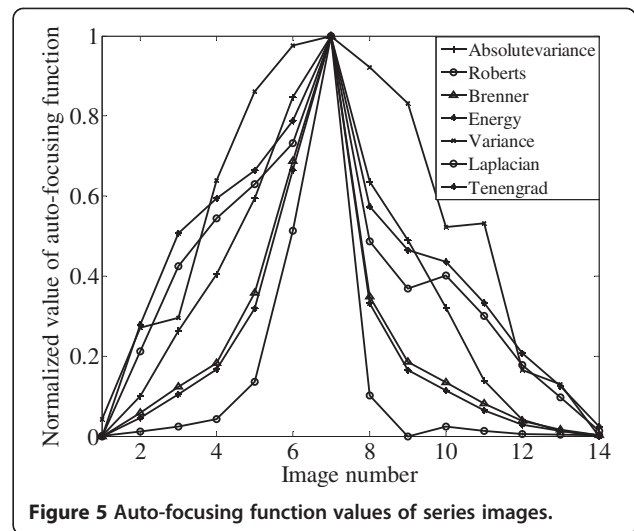 Normalized value of auto-focusing function
1
0.8
0.6
0.4
0.2
0
2 4 6 8 10 12 14
Image number
Absolutevariance
Roberts
Brenner
Energy
Variance
Laplacian
Tenengrad
Figure 5 Auto-focusing function values of series images.